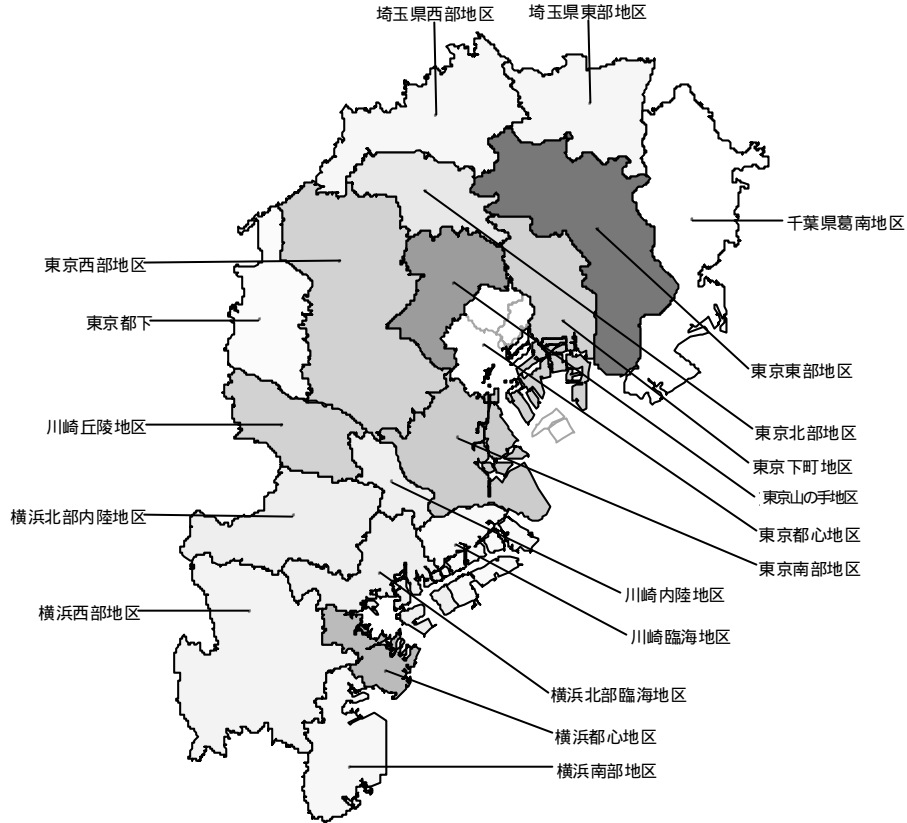 埼玉県西部地区
埼玉県東部地区
千葉県葛南地区
東京西部地区
東京都下
東京東部地区
川崎丘陵地区
東京北部地区
東京下町地区
東京山の手地区
横浜北部内陸地区
東京都心地区
東京南部地区
川崎内陸地区
横浜西部地区
川崎臨海地区
横浜北部臨海地区
横浜都心地区
横浜南部地区